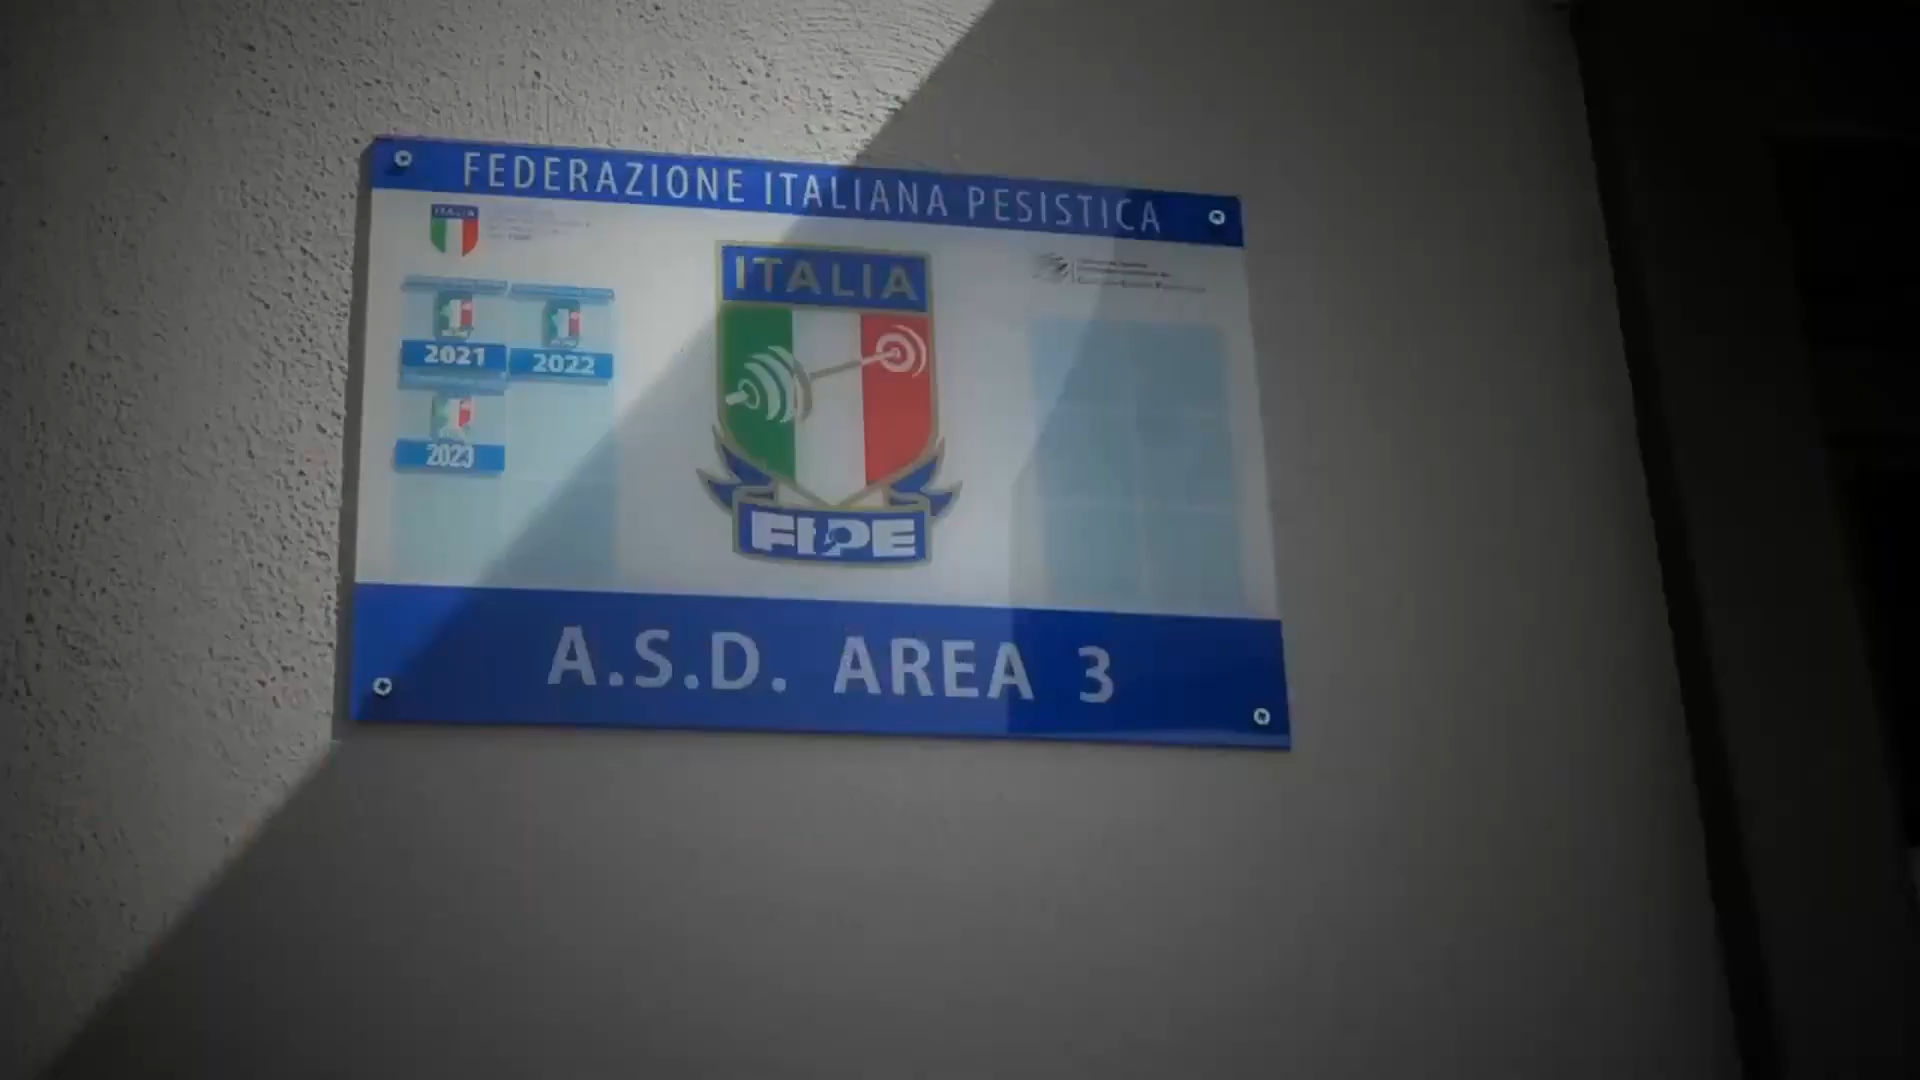 FEDERAZIONE ITALIANA PESISTICA
ITALIA
ITALIA
2021
2022
2023
FIPE
A.S.D. AREA 3